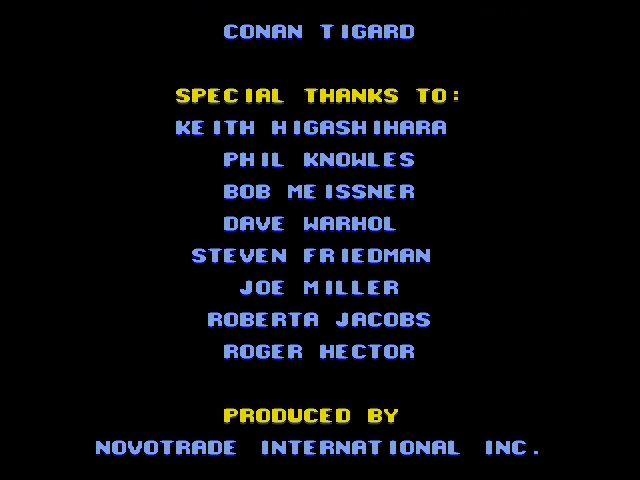 CONAN TIGARD
SPECIAL THANKS TO:
KEITH HIGASHIHARA
PHIL KNOWLES
BOB MEISSNER
DAVE WARHOL
STEVEN FRIEDMAN
JOE MILLER
ROBERTA JACOBS
ROGER HECTOR
PRODUCED BY
NOVOTRADE INTERNATIONAL INC.